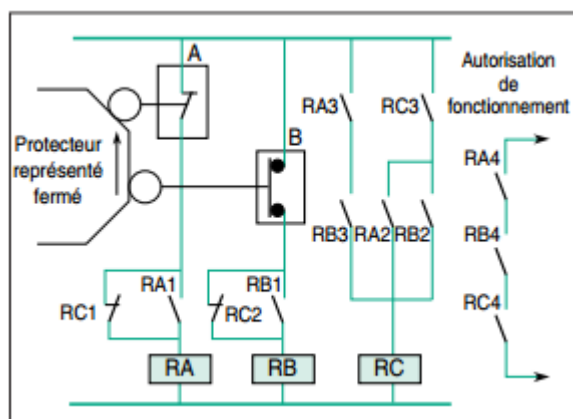 A
Autorisation
de
fonctionnement
Protecteur
représenté
fermé
B
RA3
RC3
RA4
RB3
RA2
RB2
RB4
RC1
RA1
RC2
RB1
RC4
RA
RB
RC